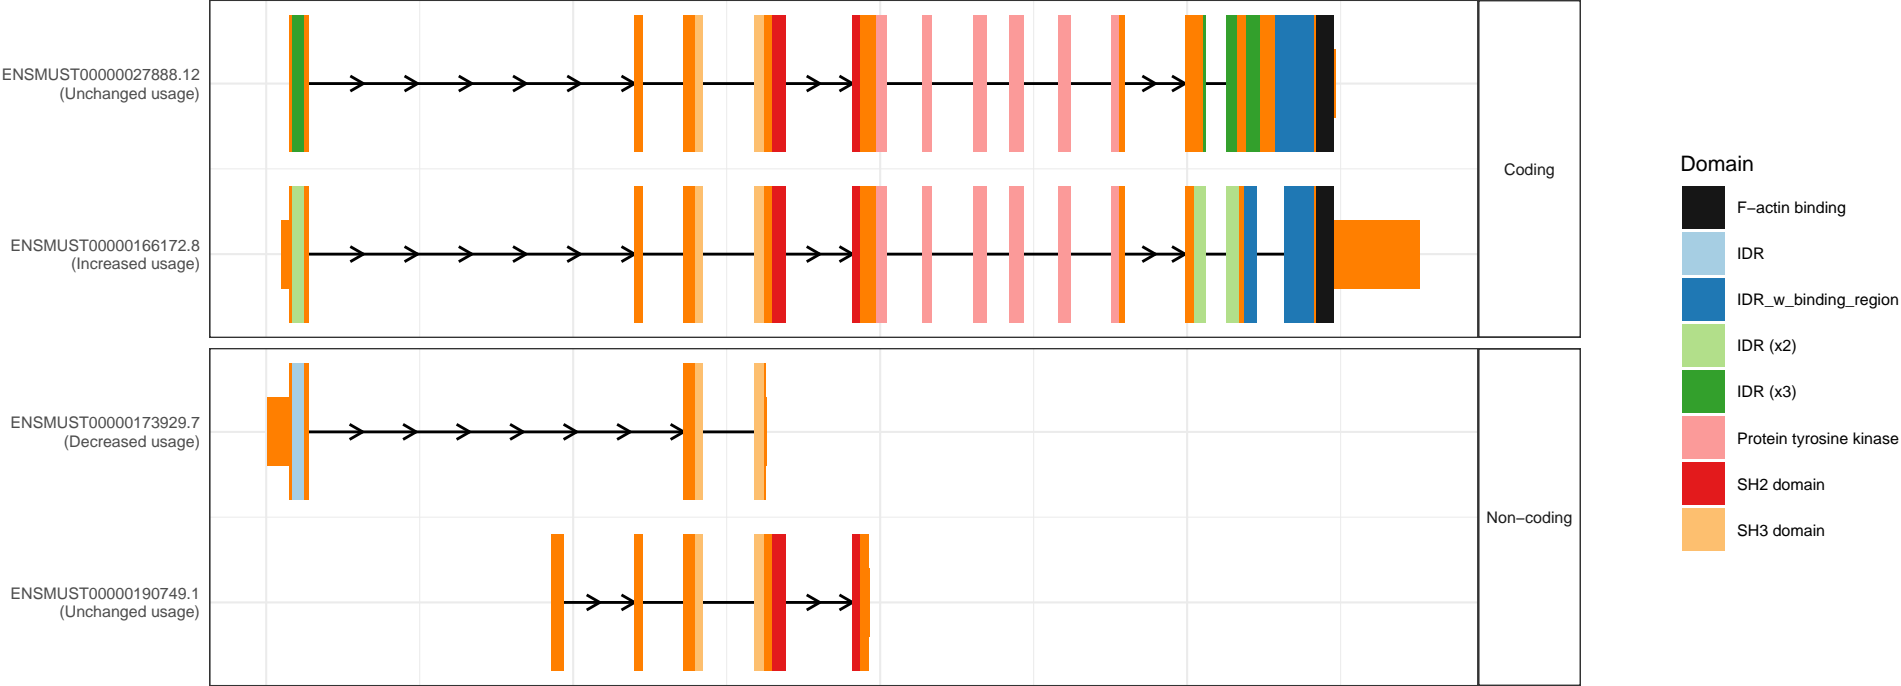 ENSMUST00000027888.12
(Unchanged usage)
ENSMUST00000166172.8
(Increased usage)
Coding
ENSMUST00000173929.7
(Decreased usage)
ENSMUST00000190749.1
(Unchanged usage)
Non−coding
Domain
F−actin binding
IDR
IDR_w_binding_region
IDR (x2)
IDR (x3)
Protein tyrosine kinase
SH2 domain
SH3 domain